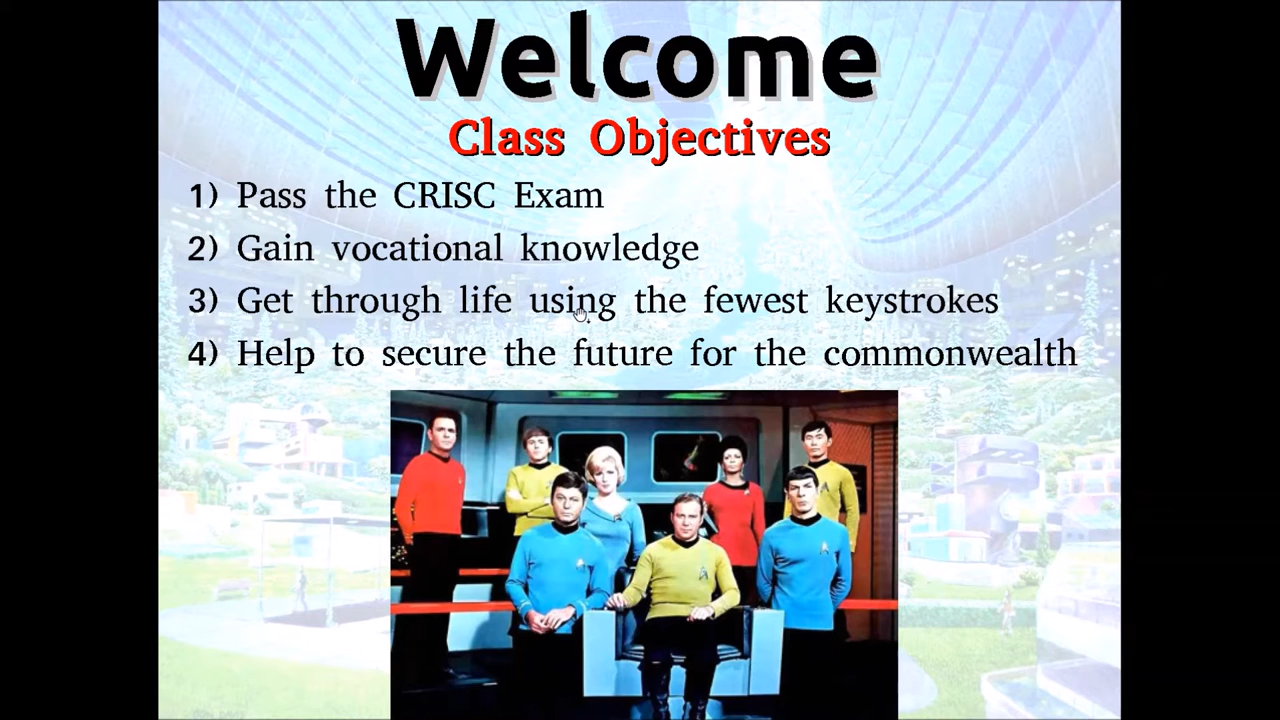 Welcome
Class Objectives
1) Pass the CRISC Exam
2) Gain vocational knowledge
3) Get through life using the fewest keystrokes
4) Help to secure the future for the commonwealth